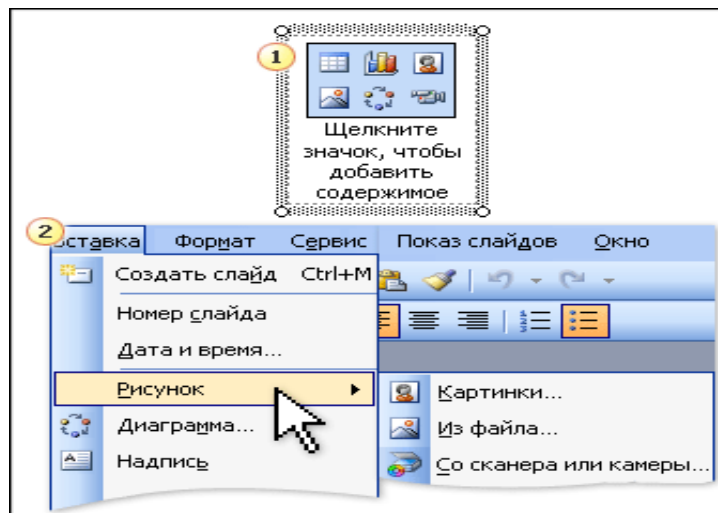 1
Щелкните
значок, чтобы
добавить
содержимое
2
Вставка Формат Сервис Показ слайдов Окно
Создать слайд Ctrl+M
Номер слайда
Дата и время...
Рисунок
Картинки...
Диаграмма...
Из файла...
Надпись
Со сканера или камеры...